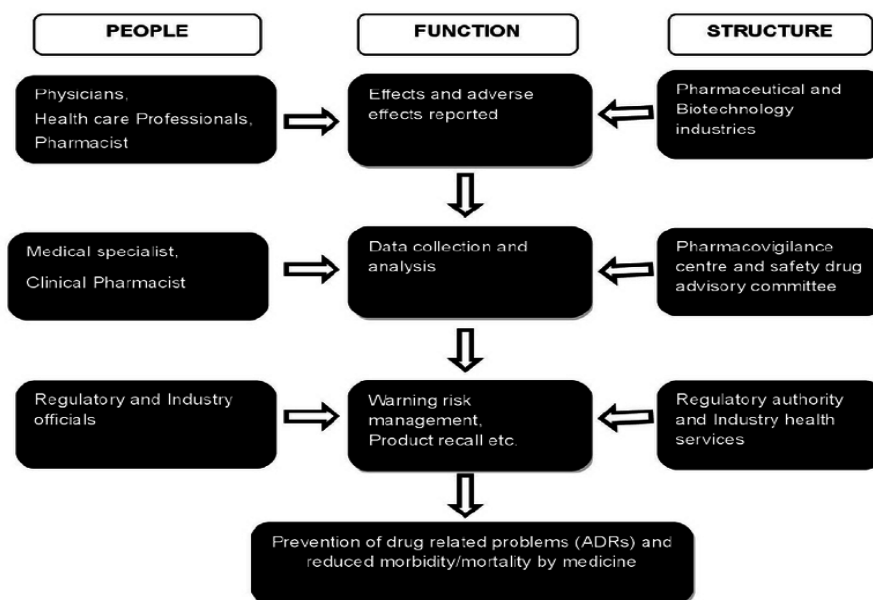 PEOPLE
FUNCTION
STRUCTURE
Physicians,
Health care Professionals,
Pharmacist
Effects and adverse
effects reported
Pharmaceutical and
Biotechnology
industries
Medical specialist,
Clinical Pharmacist
Data collection and
analysis
Pharmacovigilance
centre and safety drug
advisory committee
Regulatory and Industry
officials
Warning risk
management,
Product recall etc.
Regulatory authority
and Industry health
services
Prevention of drug related problems (ADRs) and
reduced morbidity/mortality by medicine